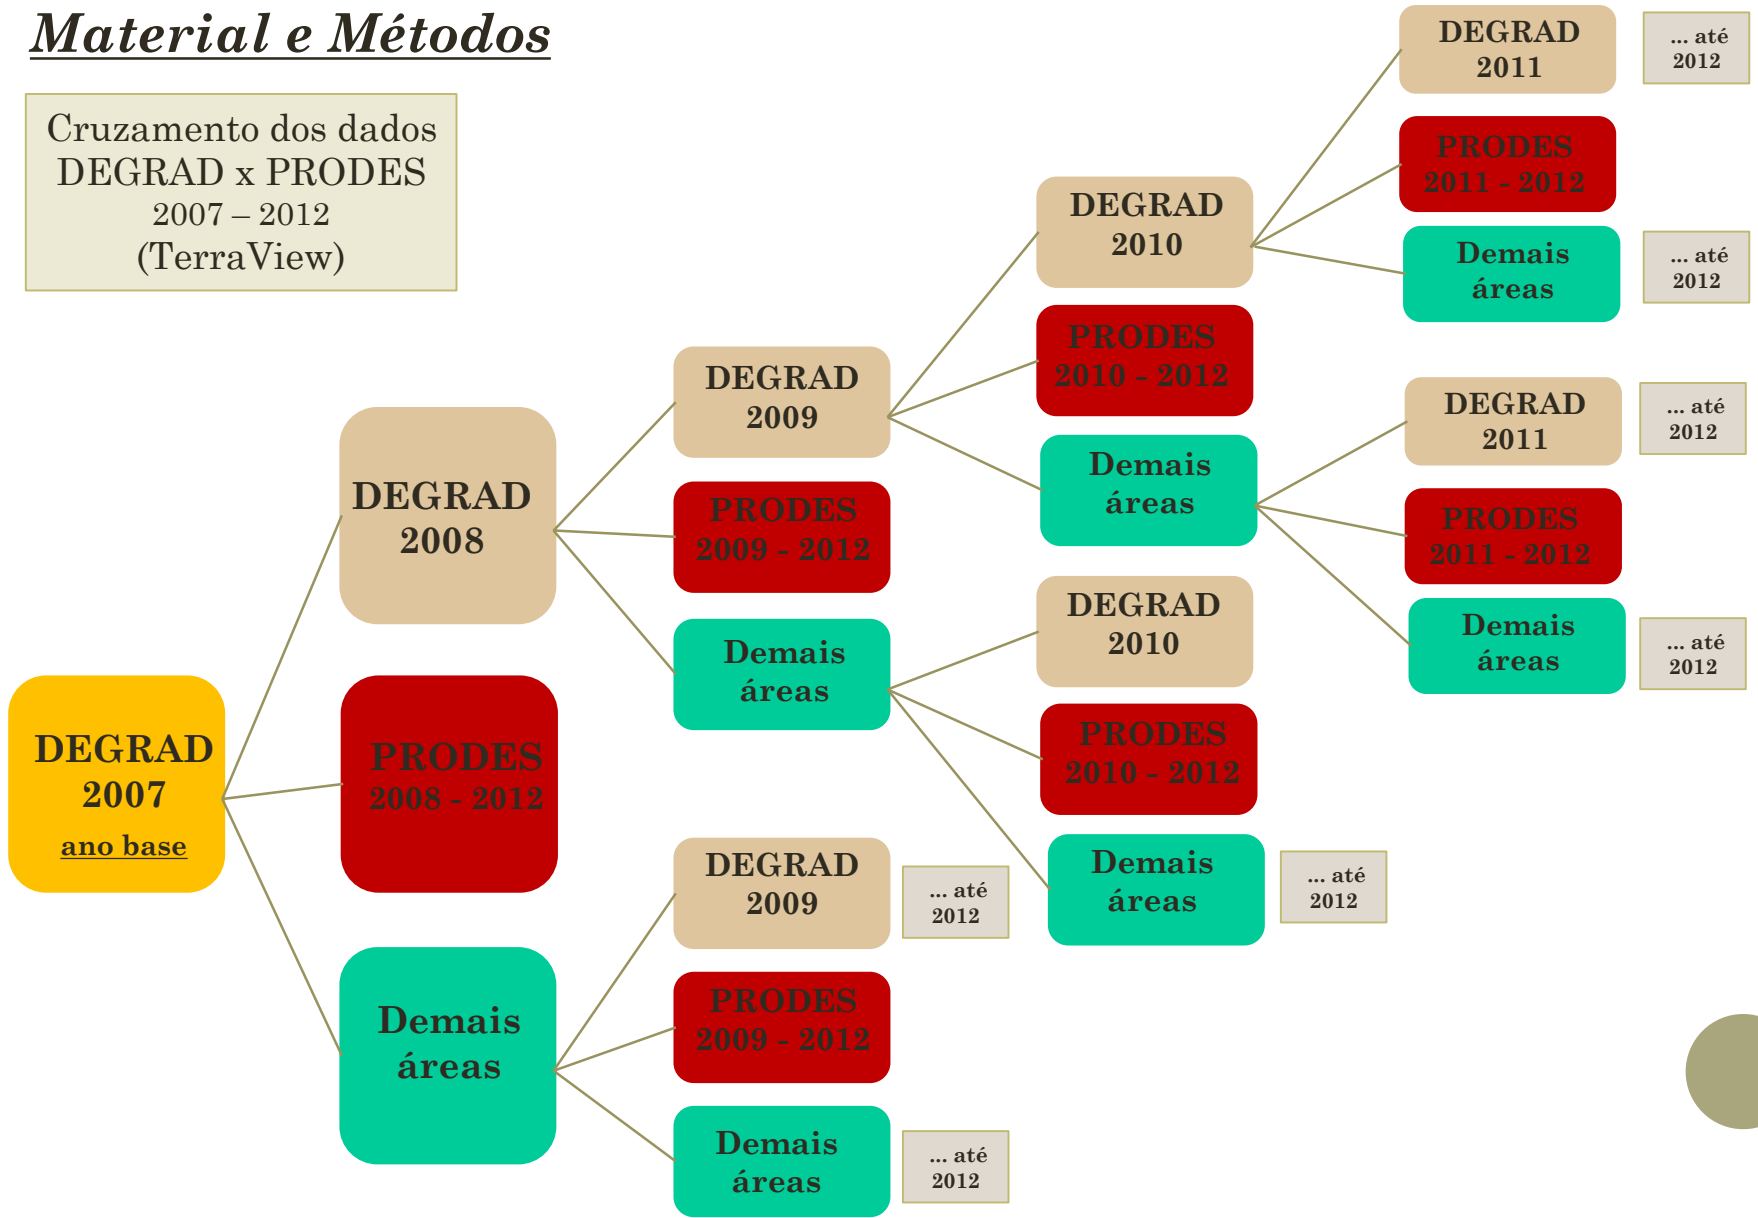 Material e Métodos
Cruzamento dos dados
DEGRAD x PRODES
2007 – 2012
(TerraView)
DEGRAD
2007
ano base
DEGRAD
2008
PRODES
2008 - 2012
Demais
áreas
DEGRAD
2009
PRODES
2009 - 2012
Demais
áreas
DEGRAD
2009
... até
2012
PRODES
2009 - 2012
Demais
áreas
... até
2012
DEGRAD
2010
PRODES
2010 - 2012
Demais
áreas
DEGRAD
2010
PRODES
2010 - 2012
Demais
áreas
... até
2012
DEGRAD
2011
... até
2012
PRODES
2011 - 2012
Demais
áreas
... até
2012
DEGRAD
2011
... até
2012
PRODES
2011 - 2012
Demais
áreas
... até
2012